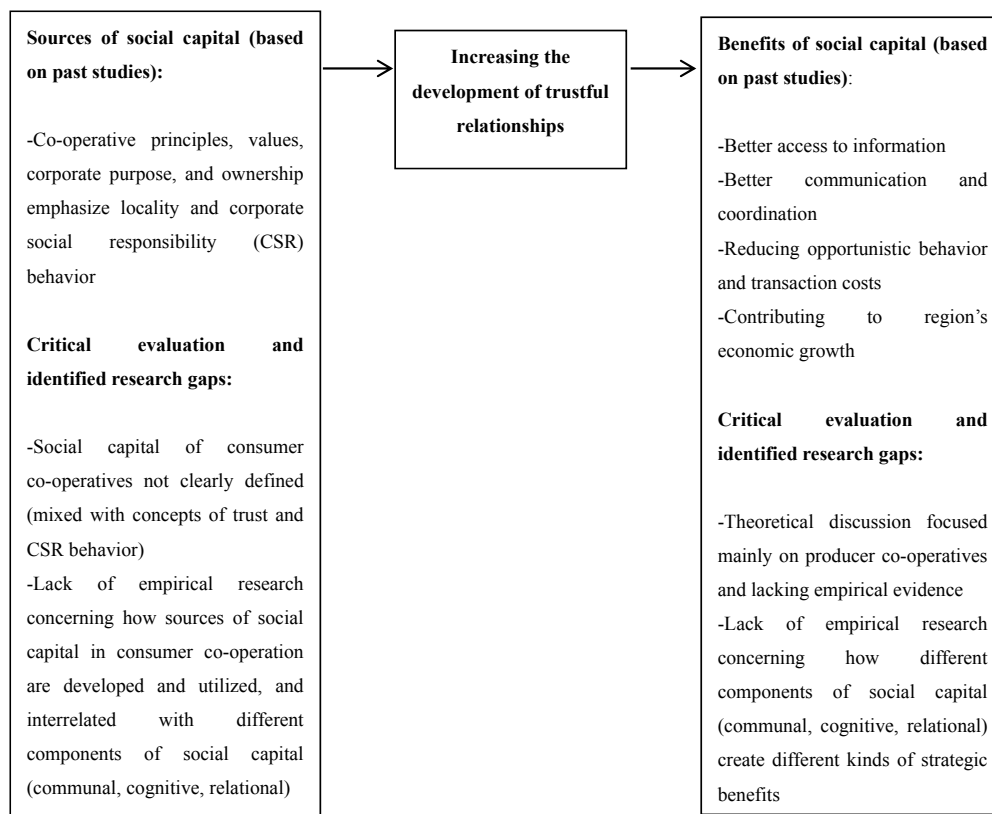 Sources of social capital (based
on past studies):
-Co-operative principles, values,
corporate purpose, and ownership
emphasize locality and corporate
social responsibility (CSR)
behavior
Critical evaluation and
identified research gaps:
-Social capital of consumer
co-operatives not clearly defined
(mixed with concepts of trust and
CSR behavior)
-Lack of empirical research
concerning how sources of social
capital in consumer co-operation
are developed and utilized, and
interrelated with different
components of social capital
(communal, cognitive, relational)
Increasing the
development of trustful
relationships
Benefits of social capital (based
on past studies):
-Better access to information
-Better communication and
coordination
-Reducing opportunistic behavior
and transaction costs
-Contributing to region’s
economic growth
Critical evaluation and
identified research gaps:
-Theoretical discussion focused
mainly on producer co-operatives
and lacking empirical evidence
-Lack of empirical research
concerning how different
components of social capital
(communal, cognitive, relational)
create different kinds of strategic
benefits